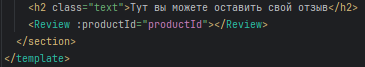 <h2 class="text">Тут вы можете оставить свой отзыв</h2>
<Review :productId="productId"></Review>
</section>
</template>